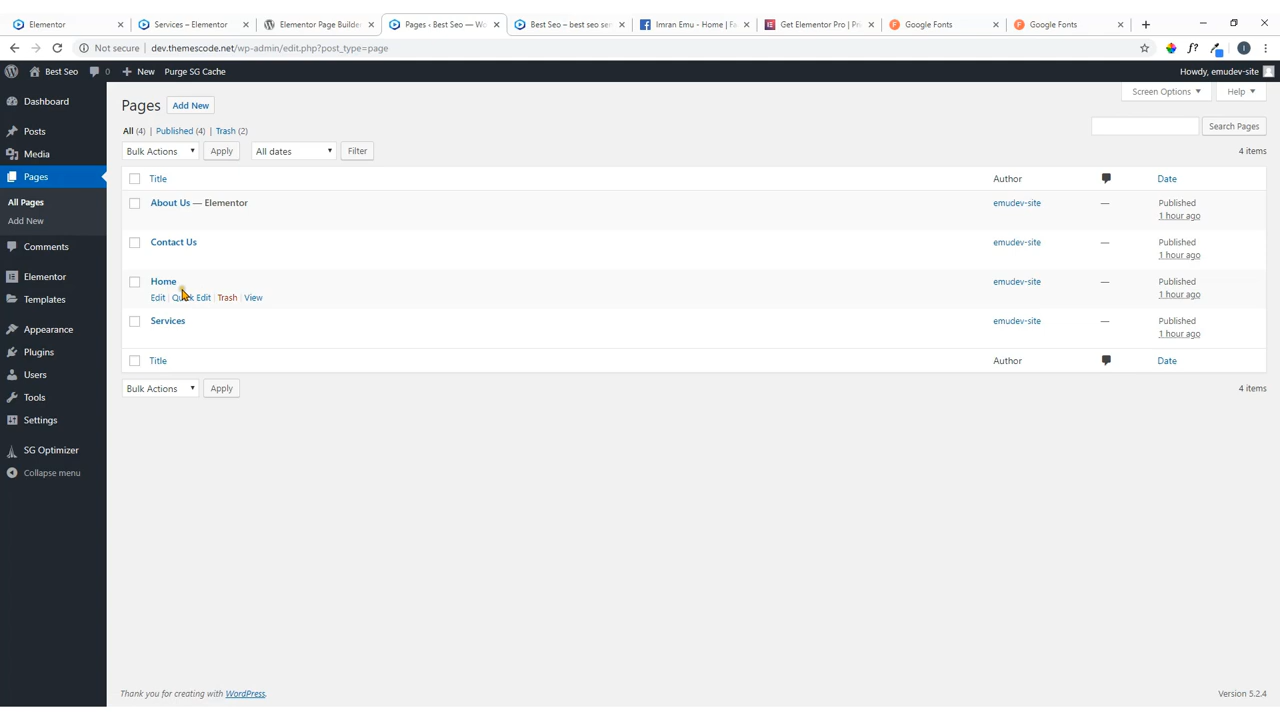 Elementor
Services – Elementor
Elementor Page Builder
Pages ‹ Best Seo — Wo
Best Seo – best seo ser
Imran Emu - Home | Fa
Get Elementor Pro | Pri
Google Fonts
Google Fonts
Not secure | dev.themescode.net/wp-admin/edit.php?post_type=page
Best Seo 0 + New Purge SG Cache Howdy, emudev-site
Dashboard
Posts
Media
Pages
All Pages
Add New
Comments
Elementor
Templates
Appearance
Plugins
Users
Tools
Settings
SG Optimizer
Collapse menu
Screen Options Help
Pages Add New
All (4) | Published (4) | Trash (2)
Search Pages
Bulk Actions Apply All dates Filter 4 items
Title Author Date
About Us — Elementor emudev-site — Published
1 hour ago
Contact Us emudev-site — Published
1 hour ago
Home emudev-site — Published
Edit | Quick Edit | Trash | View 1 hour ago
Services emudev-site — Published
1 hour ago
Title Author Date
Bulk Actions Apply 4 items
Thank you for creating with WordPress. Version 5.2.4